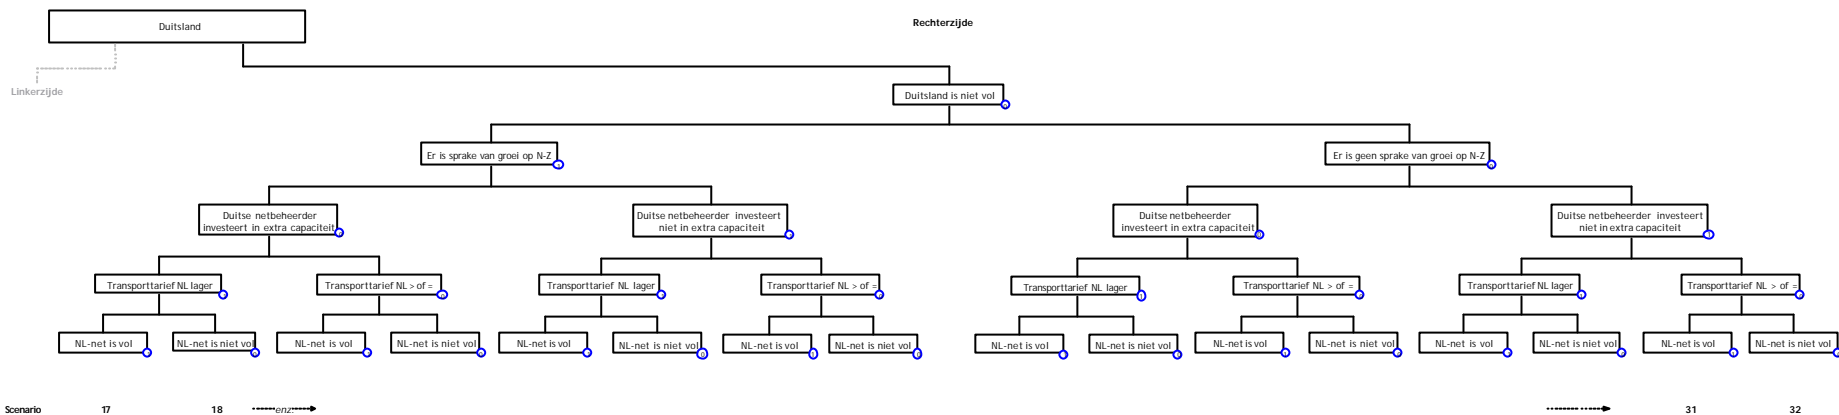 Duitsland
Rechterzijde
Linkerzijde
Duitsland is niet vol
Er is sprake van groei op N-Z
Er is geen sprake van groei op N-Z
Duitse netbeheerder
investeert in extra capaciteit
Duitse netbeheerder investeert
niet in extra capaciteit
Duitse netbeheerder
investeert in extra capaciteit
Duitse netbeheerder investeert
niet in extra capaciteit
Transporttarief NL lager
Transporttarief NL > of =
Transporttarief NL lager
Transporttarief NL > of =
Transporttarief NL lager
Transporttarief NL > of =
Transporttarief NL lager
Transporttarief NL > of =
NL-net is vol
NL-net is niet vol
NL-net is vol
NL-net is niet vol
NL-net is vol
NL-net is niet vol
NL-net is vol
NL-net is niet vol
NL-net is vol
NL-net is niet vol
NL-net is vol
NL-net is niet vol
NL-net is vol
NL-net is niet vol
NL-net is vol
NL-net is niet vol
Scenario 17 18 enz. 31 32